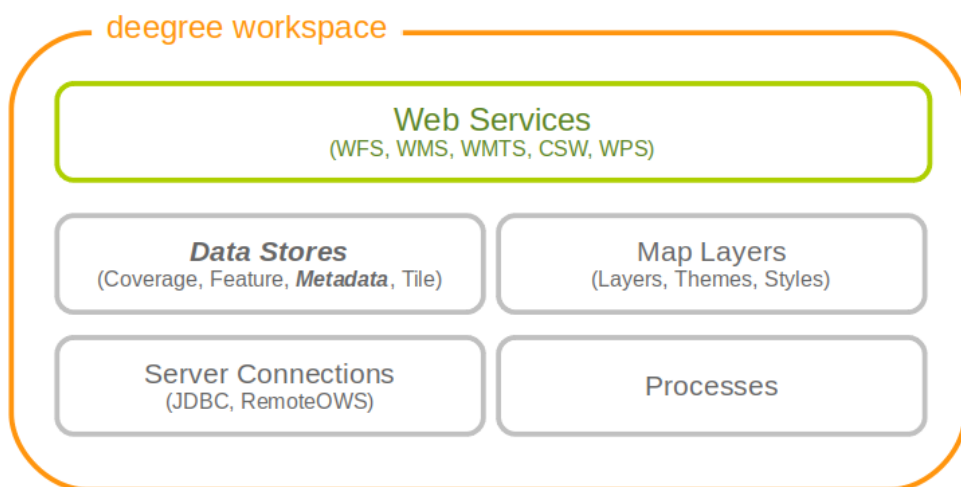 deegree workspace
Web Services
(WFS, WMS, WMTS, CSW, WPS)
Data Stores
(Coverage, Feature, Metadata, Tile)
Map Layers
(Layers, Themes, Styles)
Server Connections
(JDBC, RemoteOWS)
Processes